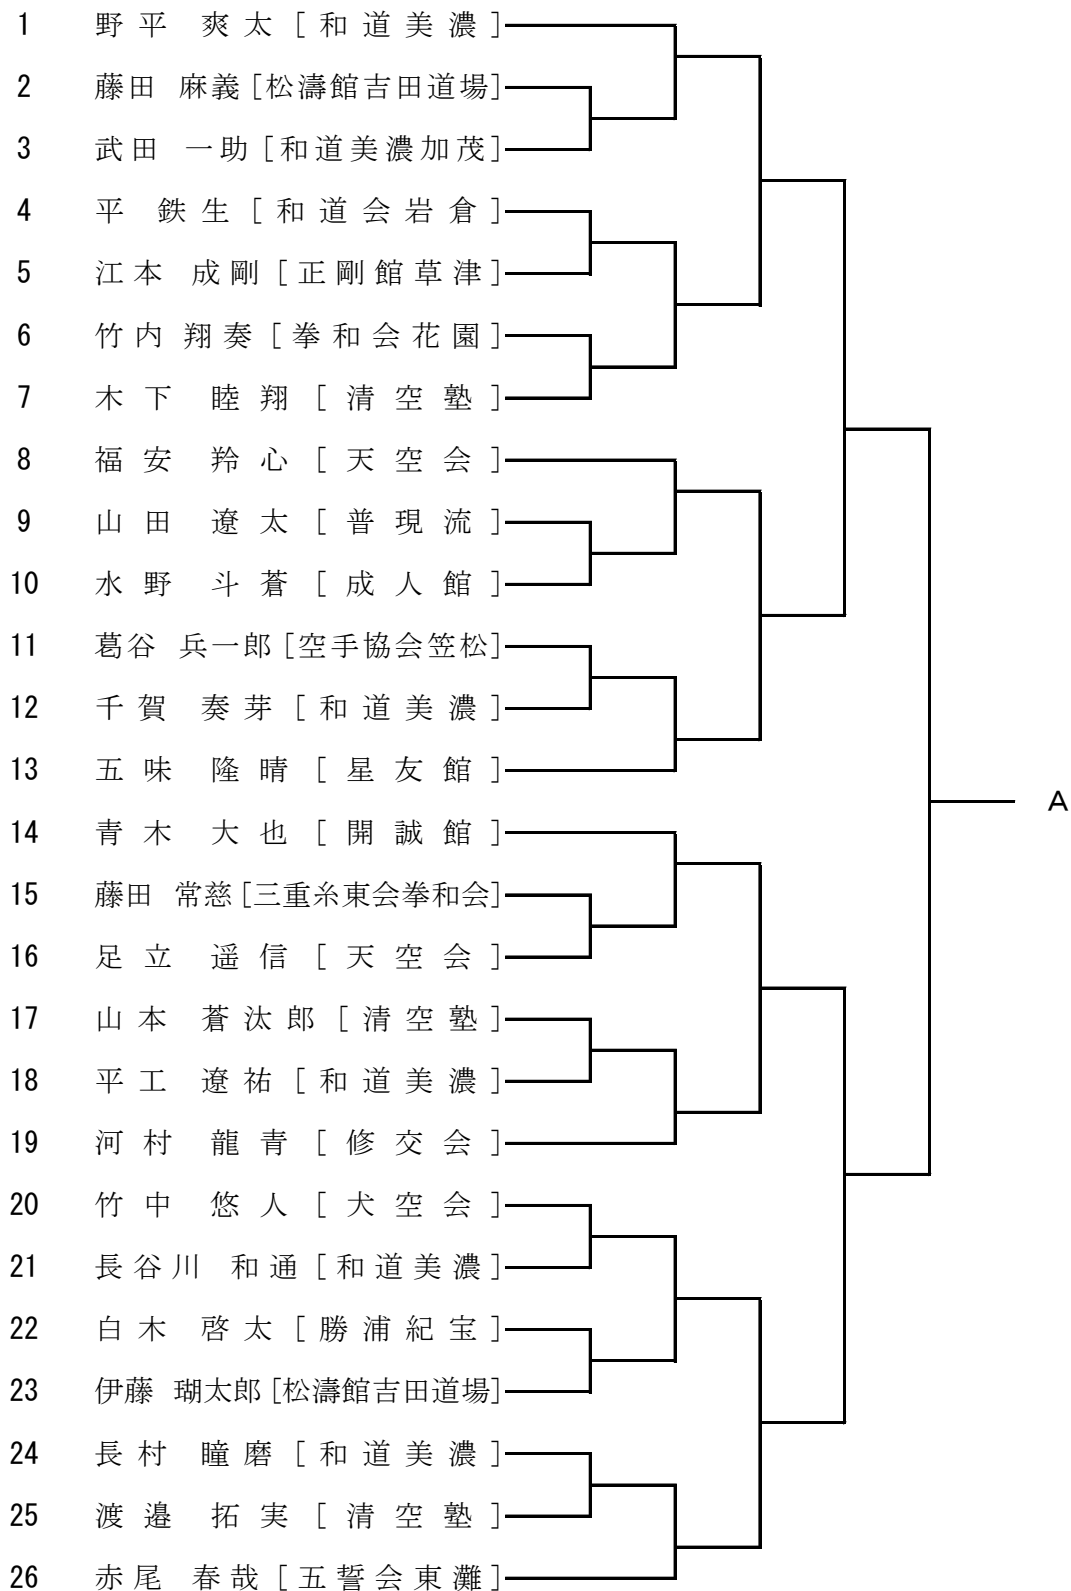 1 野平 爽太 [和道美濃]
2 藤田 麻義 [松濤館吉田道場]
3 武田 一助 [和道美濃加茂]
4 平 鉄生 [和道会岩倉]
5 江本 成剛 [正剛館草津]
6 竹内 翔奏 [拳和会花園]
7 木下 睦翔 [清空塾]
8 福安 羚心 [天空会]
9 山田 遼太 [普現流]
10 水野 斗蒼 [成人館]
11 葛谷 兵一郎 [空手協会笠松]
12 千賀 奏芽 [和道美濃]
13 五味 隆晴 [星友館]
A
14 青木 大也 [開誠館]
15 藤田 常慈 [三重糸東会拳和会]
16 足立 遥信 [天空会]
17 山本 蒼汰郎 [清空塾]
18 平工 遼祐 [和道美濃]
19 河村 龍青 [修交会]
20 竹中 悠人 [犬空会]
21 長谷川 和通 [和道美濃]
22 白木 啓太 [勝浦紀宝]
23 伊藤 瑚太郎 [松濤館吉田道場]
24 長村 瞳磨 [和道美濃]
25 渡邉 拓実 [清空塾]
26 赤尾 春哉 [五誓会東灘]